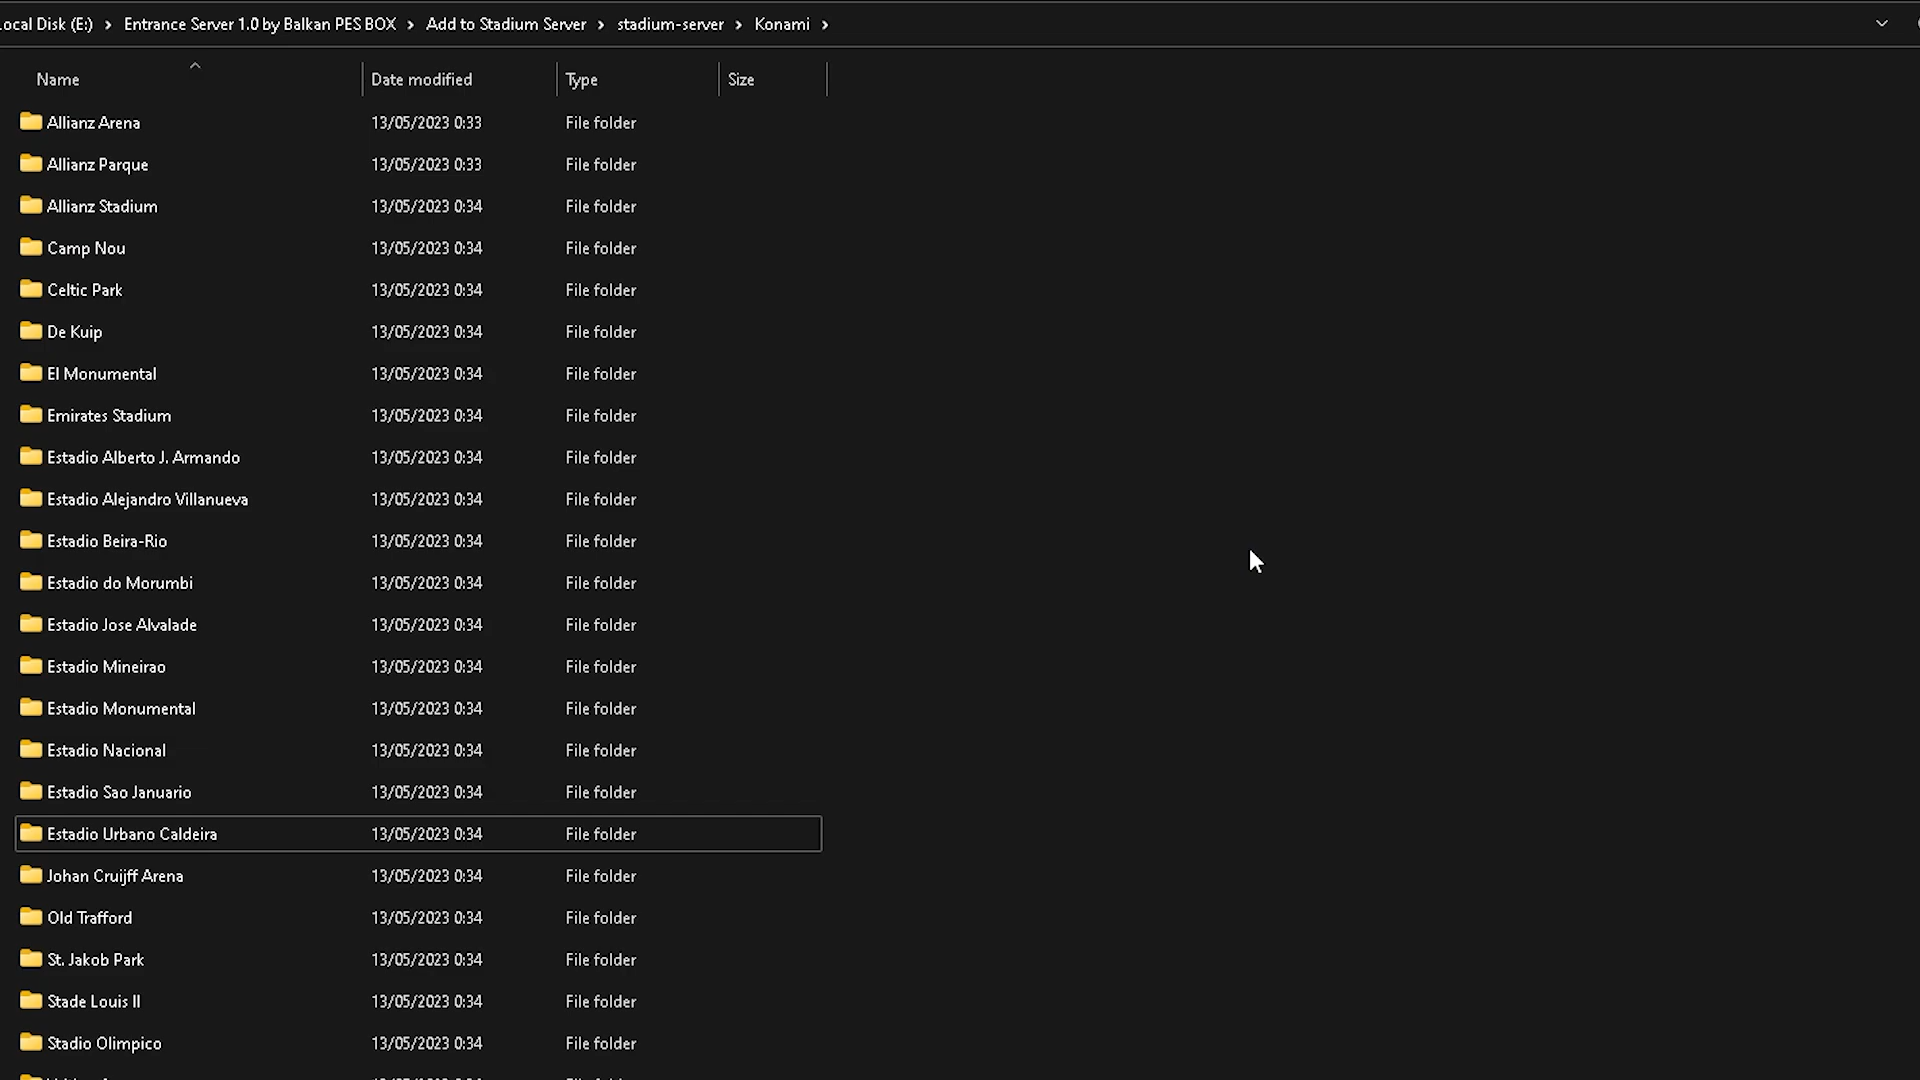 Local Disk (E:) > Entrance Server 1.0 by Balkan PES BOX > Add to Stadium Server > stadium-server > Konami >
Name Date modified Type Size
Allianz Arena 13/05/2023 0:33 File folder
Allianz Parque 13/05/2023 0:33 File folder
Allianz Stadium 13/05/2023 0:34 File folder
Camp Nou 13/05/2023 0:34 File folder
Celtic Park 13/05/2023 0:34 File folder
De Kuip 13/05/2023 0:34 File folder
El Monumental 13/05/2023 0:34 File folder
Emirates Stadium 13/05/2023 0:34 File folder
Estadio Alberto J. Armando 13/05/2023 0:34 File folder
Estadio Alejandro Villanueva 13/05/2023 0:34 File folder
Estadio Beira-Rio 13/05/2023 0:34 File folder
Estadio do Morumbi 13/05/2023 0:34 File folder
Estadio Jose Alvalade 13/05/2023 0:34 File folder
Estadio Mineirao 13/05/2023 0:34 File folder
Estadio Monumental 13/05/2023 0:34 File folder
Estadio Nacional 13/05/2023 0:34 File folder
Estadio Sao Januario 13/05/2023 0:34 File folder
Estadio Urbano Caldeira 13/05/2023 0:34 File folder
Johan Cruijff Arena 13/05/2023 0:34 File folder
Old Trafford 13/05/2023 0:34 File folder
St. Jakob Park 13/05/2023 0:34 File folder
Stade Louis II 13/05/2023 0:34 File folder
Stadio Olimpico 13/05/2023 0:34 File folder